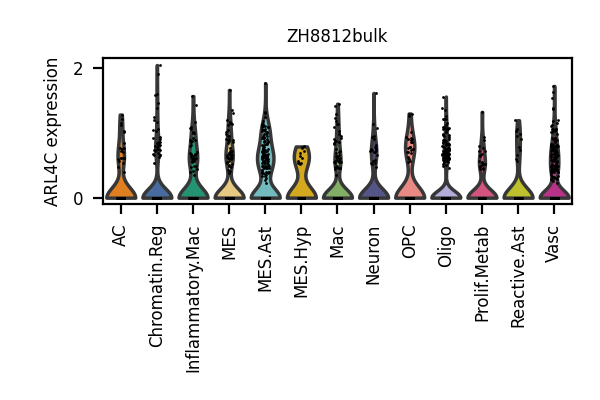 ZH8812bulk
ARL4C expression
2
0
AC
Chromatin.Reg
Inflammatory.Mac
MES
MES.Ast
MES.Hyp
Mac
Neuron
OPC
Oligo
Prolif.Metab
Reactive.Ast
Vasc